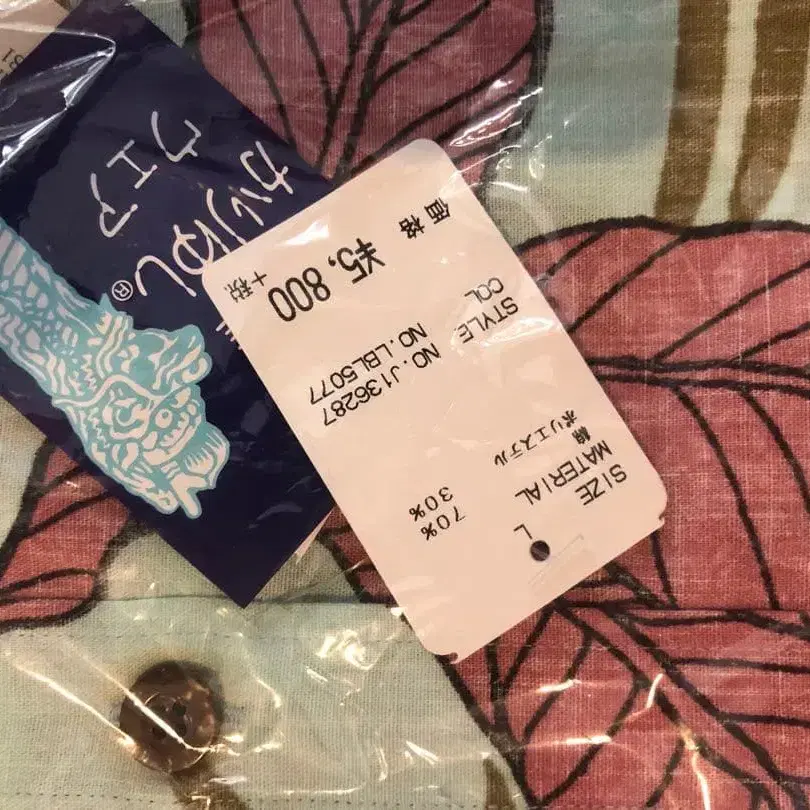 かりゆし®
ウェア
SIZE L
MATERIAL
綿 70%
ポリエステル 30%
STYLE NO.J136287
COL NO.LBL5077
価格
¥5,800+税